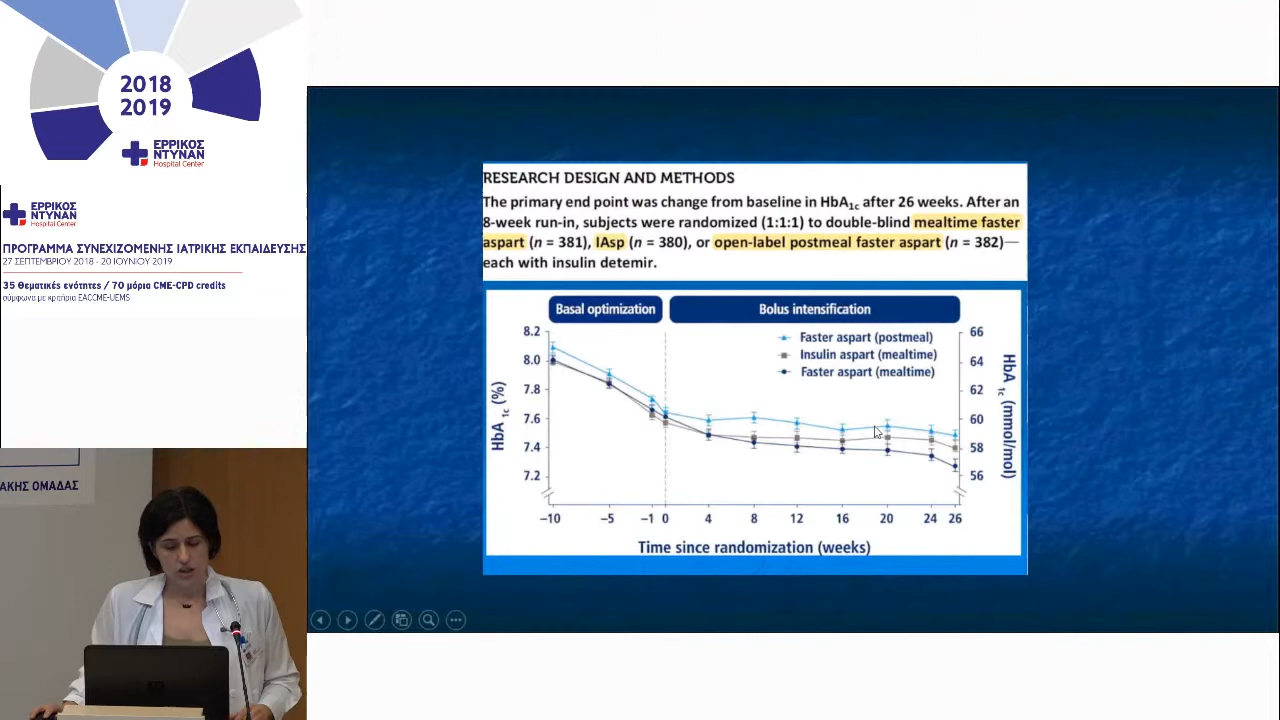 2018
2019
ΕΡΡΙΚΟΣ
ΝΤΥΝΑΝ
Hospital Center
ΕΡΡΙΚΟΣ
ΝΤΥΝΑΝ
Hospital Center
ΠΡΟΓΡΑΜΜΑ ΣΥΝΕΧΙΖΟΜΕΝΗΣ ΙΑΤΡΙΚΗΣ ΕΚΠΑΙΔΕΥΣΗΣ
27 ΣΕΠΤΕΜΒΡΙΟΥ 2018 - 20 ΙΟΥΝΙΟΥ 2019
35 Θεματικές ενότητες / 70 μόρια CME-CPD credits
σύμφωνα με κριτήρια EACCME-UEMS
ΑΚΗΣ ΟΜΑΔΑΣ
RESEARCH DESIGN AND METHODS
The primary end point was change from baseline in HbA1c after 26 weeks. After an
8-week run-in, subjects were randomized (1:1:1) to double-blind mealtime faster
aspart (n = 381), IAsp (n = 380), or open-label postmeal faster aspart (n = 382)—
each with insulin detemir.
Basal optimization
Bolus intensification
Faster aspart (postmeal)
Insulin aspart (mealtime)
Faster aspart (mealtime)
HbA1c (%)
8.2
8.0
7.8
7.6
7.4
7.2
66
64
62
60
58
56
HbA1c (mmol/mol)
–10 –5 –1 0 4 8 12 16 20 24 26
Time since randomization (weeks)